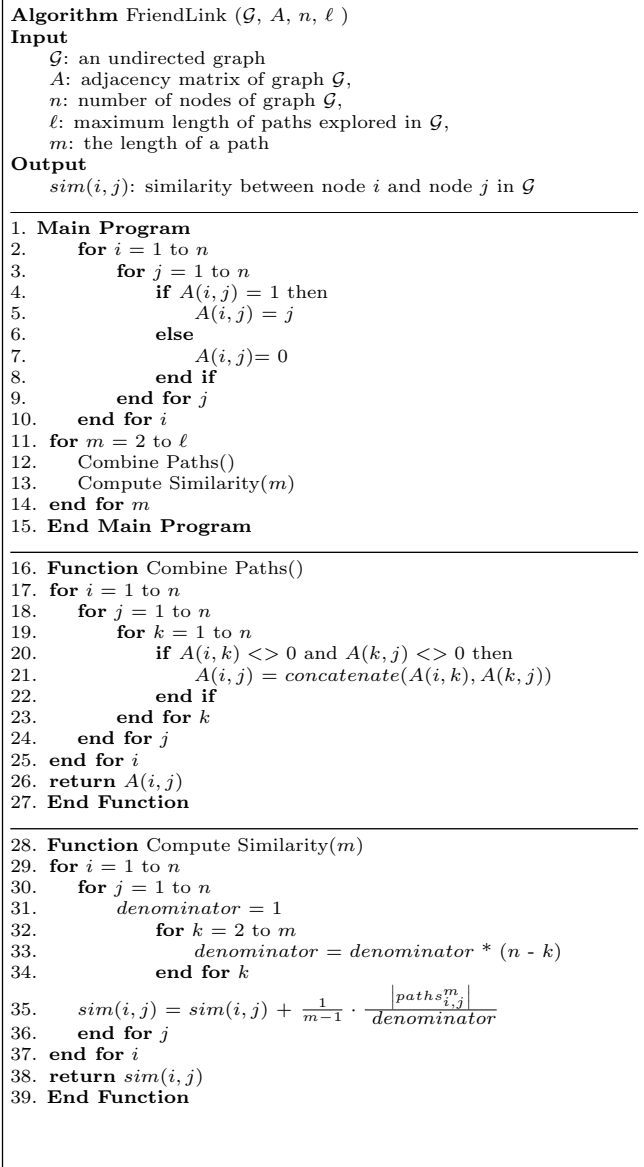 Algorithm FriendLink (𝒢, A, n, ℓ )
Input
𝒢: an undirected graph
A: adjacency matrix of graph 𝒢,
n: number of nodes of graph 𝒢,
ℓ: maximum length of paths explored in 𝒢,
m: the length of a path
Output
sim(i, j): similarity between node i and node j in 𝒢
1. Main Program
2. for i = 1 to n
3. for j = 1 to n
4. if A(i, j) = 1 then
5. A(i, j) = j
6. else
7. A(i, j)= 0
8. end if
9. end for j
10. end for i
11. for m = 2 to ℓ
12. Combine Paths()
13. Compute Similarity(m)
14. end for m
15. End Main Program
16. Function Combine Paths()
17. for i = 1 to n
18. for j = 1 to n
19. for k = 1 to n
20. if A(i, k) <> 0 and A(k, j) <> 0 then
21. A(i, j) = concatenate(A(i, k), A(k, j))
22. end if
23. end for k
24. end for j
25. end for i
26. return A(i, j)
27. End Function
28. Function Compute Similarity(m)
29. for i = 1 to n
30. for j = 1 to n
31. denominator = 1
32. for k = 2 to m
33. denominator = denominator * (n - k)
34. end for k
35. sim(i, j) = sim(i, j) + \frac{1}{m-1} · \frac{|paths_{i,j}^{m}|}{denominator}
36. end for j
37. end for i
38. return sim(i, j)
39. End Function